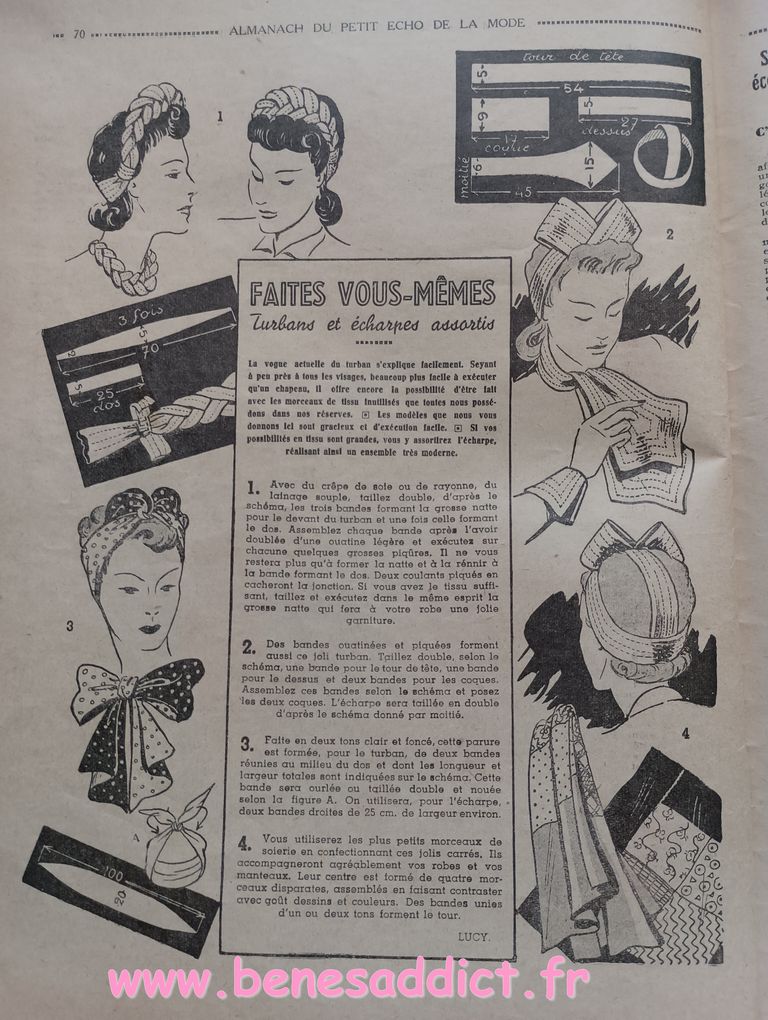 70
ALMANACH DU PETIT ECHO DE LA MODE
1
tour de tête
5
54
9
17
coque
5
27
dessus
moitié
6
15
45
2
3 fois
5
70
5
25
dos
FAITES VOUS-MÊMES
Turbans et écharpes assortis
La vogue actuelle du turban s'explique facilement. Seyant
à peu près à tous les visages, beaucoup plus facile à exécuter
qu'un chapeau, il offre encore la possibilité d'être fait
avec les morceaux de tissu inutilisés que toutes nous possé-
dons dans nos réserves. Les modèles que nous vous
donnons ici sont gracieux et d'exécution facile. Si vos
possibilités en tissu sont grandes, vous y assortirez l'écharpe,
réalisant ainsi un ensemble très moderne.
1. Avec du crêpe de soie ou de rayonne, du
lainage souple, taillez double, d'après le
schéma, les trois bandes formant la grosse natte
pour le devant du turban et une fois celle formant
le dos. Assemblez chaque bande après l'avoir
doublée d'une ouatine légère et exécutez sur
chacune quelques grosses piqûres. Il ne vous
restera plus qu'à former la natte et à la réunir à
la bande formant le dos. Deux coulants piqués en
cacheront la jonction. Si vous avez le tissu suffi-
sant, taillez et exécutez dans le même esprit la
grosse natte qui fera à votre robe une jolie
garniture.
2. Des bandes ouatinées et piquées forment
aussi ce joli turban. Taillez double, selon le
schéma, une bande pour le tour de tête, une bande
pour le dessus et deux bandes pour les coques.
Assemblez ces bandes selon le schéma et posez
les deux coques. L'écharpe sera taillée en double
d'après le schéma donné par moitié.
3. Faite en deux tons clair et foncé, cette parure
est formée, pour le turban, de deux bandes
réunies au milieu du dos et dont les longueur et
largeur totales sont indiquées sur le schéma. Cette
bande sera ourlée ou taillée double et nouée
selon la figure A. On utilisera, pour l'écharpe,
deux bandes droites de 25 cm. de largeur environ.
4. Vous utiliserez les plus petits morceaux de
soierie en confectionnant ces jolis carrés. Ils
accompagneront agréablement vos robes et vos
manteaux. Leur centre est formé de quatre mor-
ceaux disparates, assemblés en faisant contraster
avec goût dessins et couleurs. Des bandes unies
d'un ou deux tons forment le tour.
LUCY.
3
A
100
20
4
www.benesaddict.fr